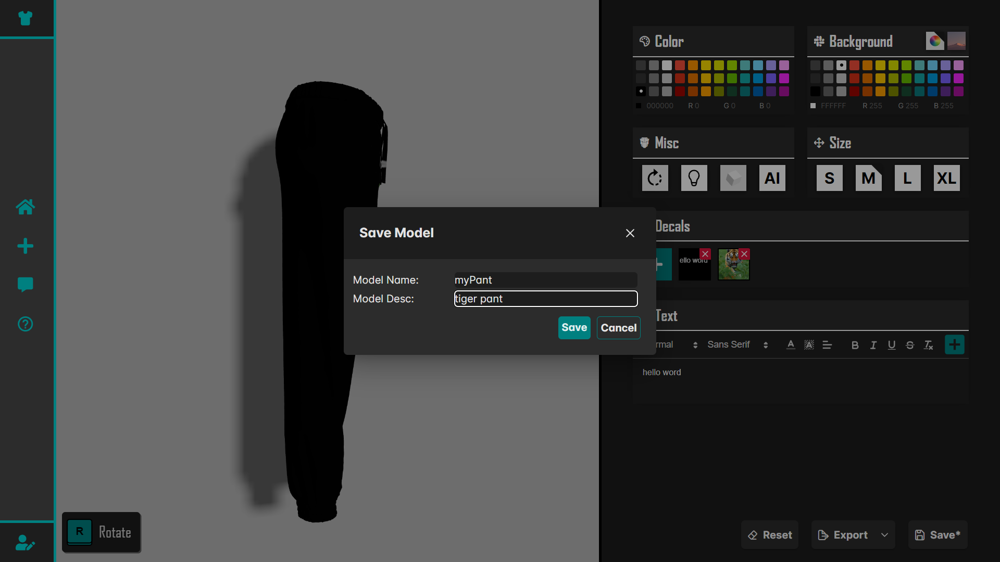 Color
Background
000000 R 0 G 0 B 0
FFFFFF R 255 G 255 B 255
Misc
Size
AI
S M L XL
Save Model
Decals
ello word
Model Name: myPant
Model Desc: tiger pant
Save Cancel
Text
rmal Sans Serif
hello word
R Rotate
Reset Export Save*